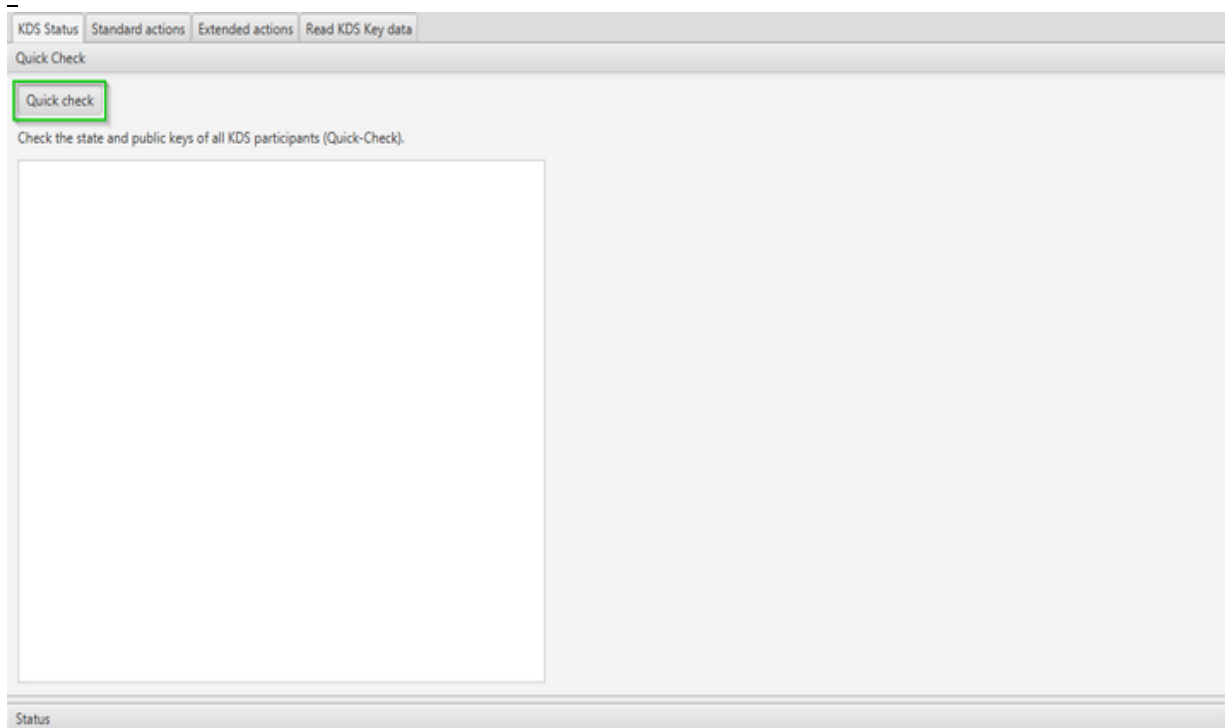 KDS Status Standard actions Extended actions Read KDS Key data
Quick Check
Quick check
Check the state and public keys of all KDS participants (Quick-Check).
Status